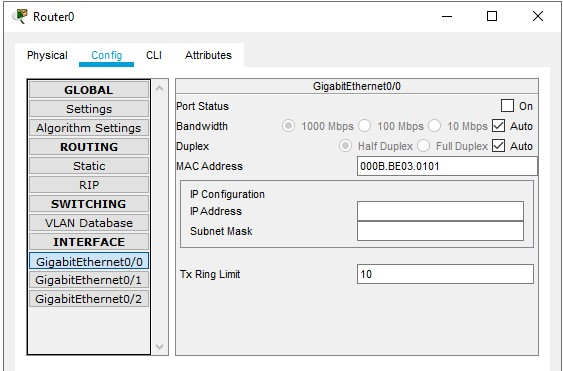 Router0
Physical Config CLI Attributes
GLOBAL
Settings
Algorithm Settings
ROUTING
Static
RIP
SWITCHING
VLAN Database
INTERFACE
GigabitEthernet0/0
GigabitEthernet0/1
GigabitEthernet0/2
GigabitEthernet0/0
Port Status On
Bandwidth 1000 Mbps 100 Mbps 10 Mbps Auto
Duplex Half Duplex Full Duplex Auto
MAC Address 000B.BE03.0101
IP Configuration
IP Address
Subnet Mask
Tx Ring Limit 10